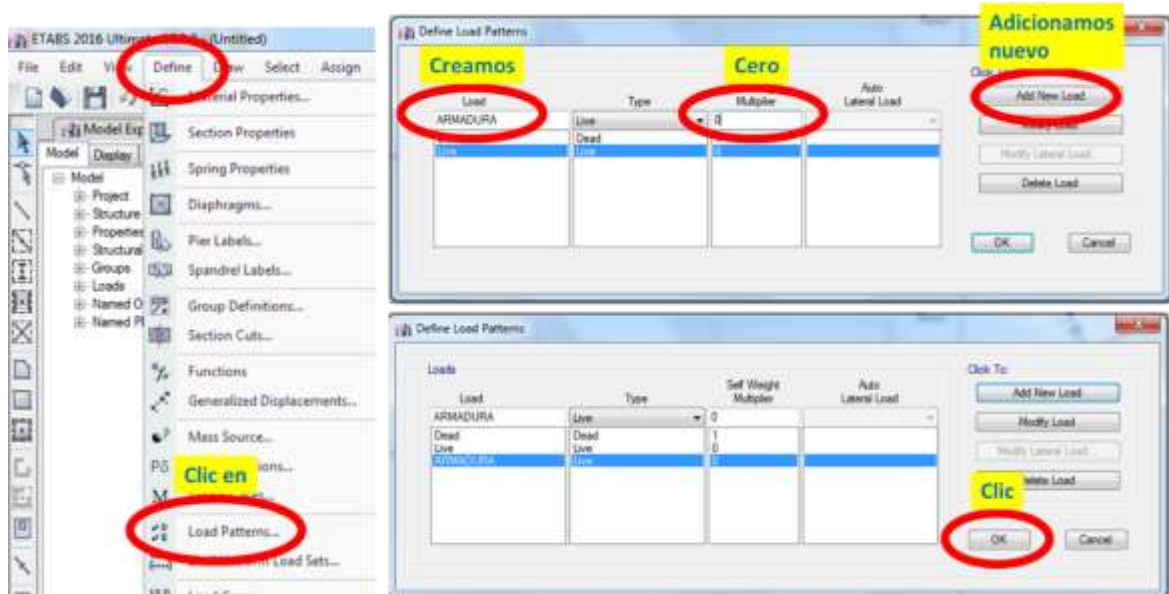 ETABS 2016 Ultimate (Untitled)
File Edit View Define Draw Select Assign
Material Properties...
Model Exp
Model Display
Model
Project
Structure
Properties
Structural
Groups
Loads
Named O
Named Pl
Section Properties
Spring Properties
Diaphragms...
Pier Labels...
Spandrel Labels...
Group Definitions...
Section Cuts...
Functions
Generalized Displacements...
Mass Source...
Clic en
Load Patterns...
Load Sets...
Define Load Patterns
Adicionamos
nuevo
Creamos
Cero
Load Type Multiplier Auto
Lateral Load
ARMADURA Live 0
Dead
Live Live 0
Add New Load
Modify Lateral Load...
Delete Load
OK Cancel
Define Load Patterns
Loads
Load Type Self Weight
Multiplier Auto
Lateral Load
ARMADURA Live 0
Dead Dead 1
Live Live 0
ARMADURA Live 0
Click To:
Add New Load
Modify Load
Modify Lateral Load...
Delete Load
Clic
OK Cancel